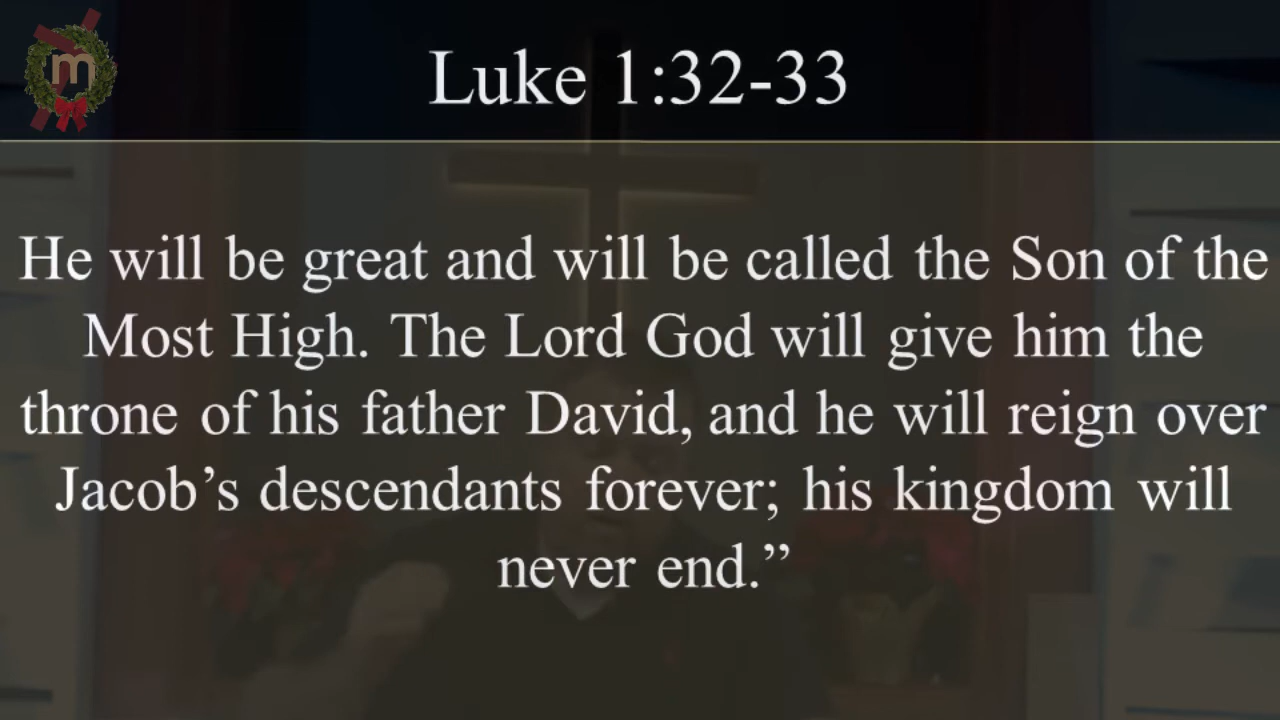 m
Luke 1:32-33
He will be great and will be called the Son of the
Most High. The Lord God will give him the
throne of his father David, and he will reign over
Jacob’s descendants forever; his kingdom will
never end.”